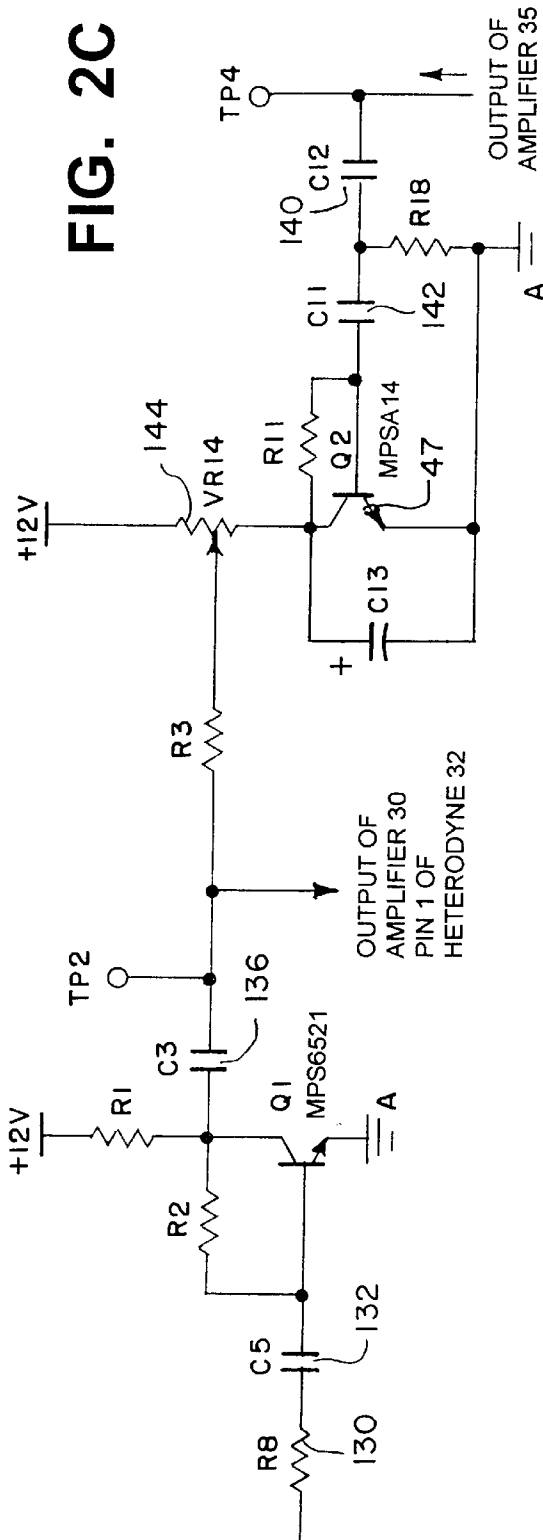 FIG. 2C
+12V
R1
R2
R8
130
C5
132
Q1
MPS6521
A
C3
136
TP2
OUTPUT OF
AMPLIFIER 30
PIN 1 OF
HETERODYNE 32
R3
+12V
144
VR14
R11
Q2
MPSA14
47
+
C13
C11
142
140
C12
R18
A
TP4
OUTPUT OF
AMPLIFIER 35